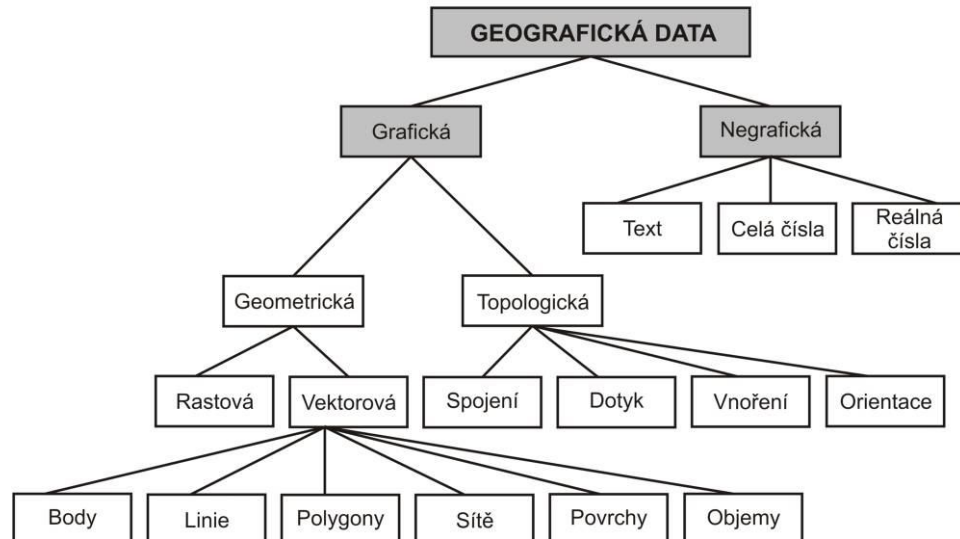 GEOGRAFICKÁ DATA
Grafická
Negrafická
Text
Celá čísla
Reálná
čísla
Geometrická
Topologická
Rastová
Vektorová
Spojení
Dotyk
Vnoření
Orientace
Body
Linie
Polygony
Sítě
Povrchy
Objemy